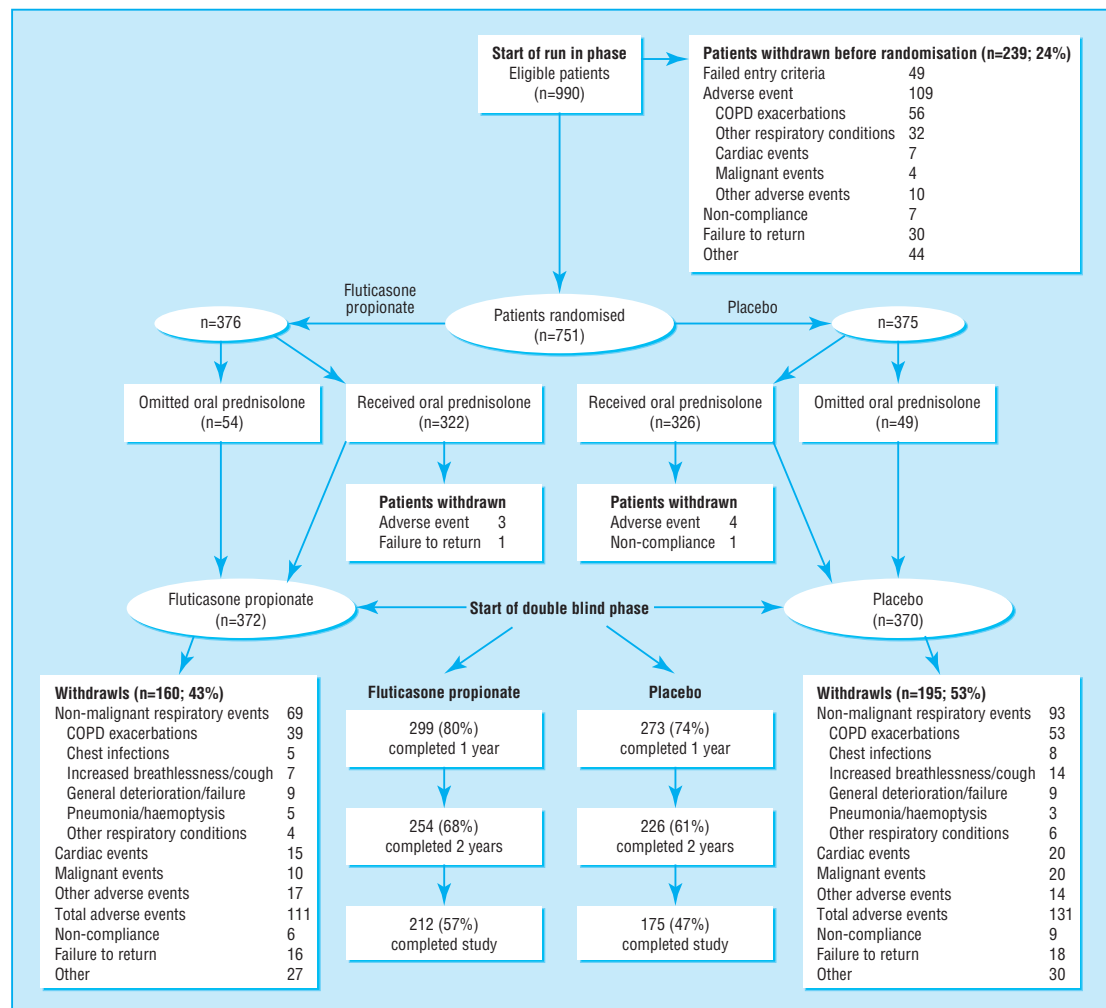 Start of run in phase
Eligible patients
(n=990)
Patients withdrawn before randomisation (n=239; 24%)
Failed entry criteria 49
Adverse event 109
COPD exacerbations 56
Other respiratory conditions 32
Cardiac events 7
Malignant events 4
Other adverse events 10
Non-compliance 7
Failure to return 30
Other 44
Fluticasone
propionate
Placebo
n=376
Patients randomised
(n=751)
n=375
Omitted oral prednisolone
(n=54)
Received oral prednisolone
(n=322)
Received oral prednisolone
(n=326)
Omitted oral prednisolone
(n=49)
Patients withdrawn
Adverse event 3
Failure to return 1
Patients withdrawn
Adverse event 4
Non-compliance 1
Fluticasone propionate
(n=372)
Start of double blind phase
Placebo
(n=370)
Withdrawls (n=160; 43%)
Non-malignant respiratory events 69
COPD exacerbations 39
Chest infections 5
Increased breathlessness/cough 7
General deterioration/failure 9
Pneumonia/haemoptysis 5
Other respiratory conditions 4
Cardiac events 15
Malignant events 10
Other adverse events 17
Total adverse events 111
Non-compliance 6
Failure to return 16
Other 27
Fluticasone propionate
299 (80%)
completed 1 year
254 (68%)
completed 2 years
212 (57%)
completed study
Placebo
273 (74%)
completed 1 year
226 (61%)
completed 2 years
175 (47%)
completed study
Withdrawls (n=195; 53%)
Non-malignant respiratory events 93
COPD exacerbations 53
Chest infections 8
Increased breathlessness/cough 14
General deterioration/failure 9
Pneumonia/haemoptysis 3
Other respiratory conditions 6
Cardiac events 20
Malignant events 20
Other adverse events 14
Total adverse events 131
Non-compliance 9
Failure to return 18
Other 30